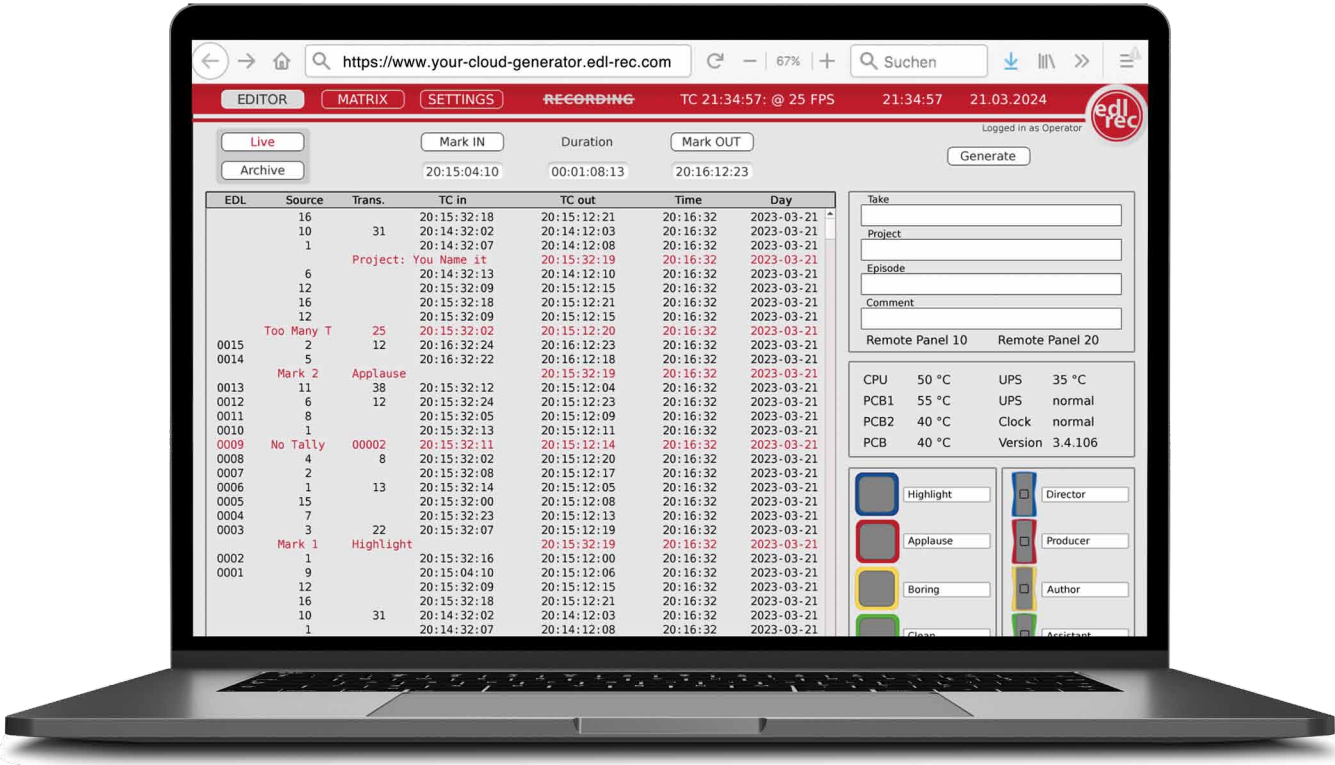 https://www.your-cloud-generator.edl-rec.com 67% Suchen
EDITOR MATRIX SETTINGS RECORDING TC 21:34:57: @ 25 FPS 21:34:57 21.03.2024
edl
rec
Logged in as Operator
Live Mark IN Duration Mark OUT
Generate
Archive 20:15:04:10 00:01:08:13 20:16:12:23
EDL Source Trans. TC in TC out Time Day
16 20:15:32:18 20:15:12:21 20:16:32 2023-03-21
10 31 20:14:32:02 20:14:12:03 20:16:32 2023-03-21
1 20:14:32:07 20:14:12:08 20:16:32 2023-03-21
Project: You Name it 20:15:32:19 20:16:32 2023-03-21
6 20:14:32:13 20:14:12:10 20:16:32 2023-03-21
12 20:15:32:09 20:15:12:15 20:16:32 2023-03-21
16 20:15:32:18 20:15:12:21 20:16:32 2023-03-21
12 20:15:32:09 20:15:12:15 20:16:32 2023-03-21
Too Many T 25 20:15:32:02 20:15:12:20 20:16:32 2023-03-21
0015 2 12 20:16:32:24 20:16:12:23 20:16:32 2023-03-21
0014 5 20:16:32:22 20:16:12:18 20:16:32 2023-03-21
Mark 2 Applause 20:15:32:19 20:16:32 2023-03-21
0013 11 38 20:15:32:12 20:15:12:04 20:16:32 2023-03-21
0012 6 12 20:15:32:24 20:15:12:23 20:16:32 2023-03-21
0011 8 20:15:32:05 20:15:12:09 20:16:32 2023-03-21
0010 1 20:15:32:13 20:15:12:11 20:16:32 2023-03-21
0009 No Tally 00002 20:15:32:11 20:15:12:14 20:16:32 2023-03-21
0008 4 8 20:15:32:02 20:15:12:20 20:16:32 2023-03-21
0007 2 20:15:32:08 20:15:12:17 20:16:32 2023-03-21
0006 1 13 20:15:32:14 20:15:12:05 20:16:32 2023-03-21
0005 15 20:15:32:00 20:15:12:08 20:16:32 2023-03-21
0004 7 20:15:32:23 20:15:12:13 20:16:32 2023-03-21
0003 3 22 20:15:32:07 20:15:12:19 20:16:32 2023-03-21
Mark 1 Highlight 20:15:32:19 20:16:32 2023-03-21
0002 1 20:15:32:16 20:15:12:00 20:16:32 2023-03-21
0001 9 20:15:04:10 20:15:12:06 20:16:32 2023-03-21
12 20:15:32:09 20:15:12:15 20:16:32 2023-03-21
16 20:15:32:18 20:15:12:21 20:16:32 2023-03-21
10 31 20:14:32:02 20:14:12:03 20:16:32 2023-03-21
1 20:14:32:07 20:14:12:08 20:16:32 2023-03-21
Take
Project
Episode
Comment
Remote Panel 10 Remote Panel 20
CPU 50 °C UPS 35 °C
PCB1 55 °C UPS normal
PCB2 40 °C Clock normal
PCB 40 °C Version 3.4.106
Highlight Director
Applause Producer
Boring Author
Clean Assistant